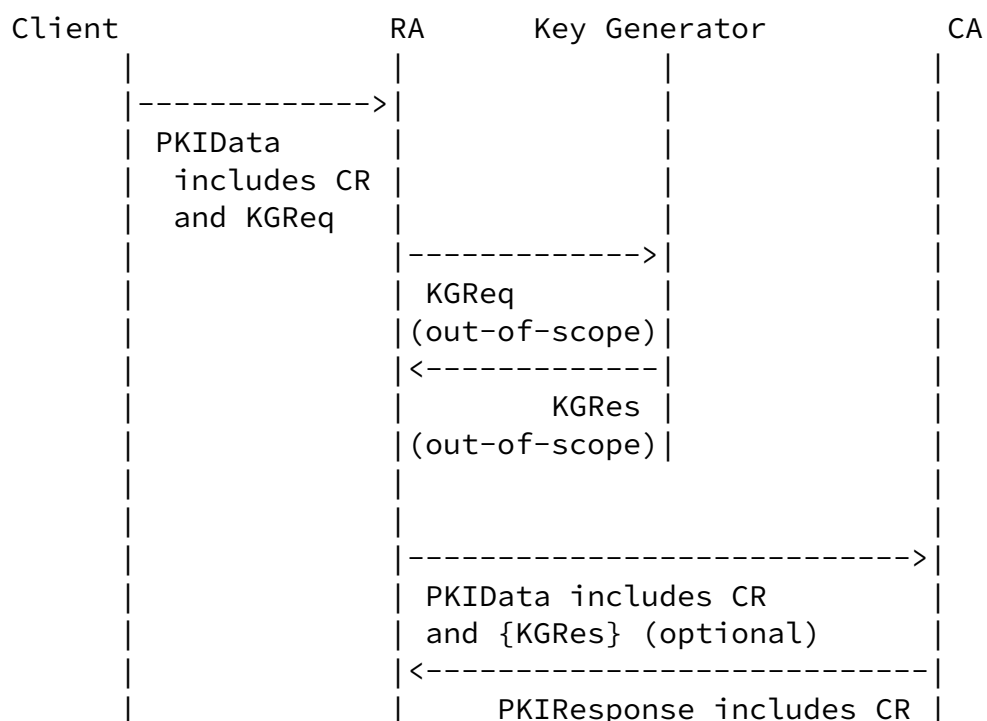 Client RA Key Generator CA
| | | |
|------------->| | |
| PKIData | | |
| includes CR | | |
| and KGReq | | |
| |------------->| |
| | KGReq | |
| |(out-of-scope)| |
| |<-------------| |
| | KGRes | |
| |(out-of-scope)| |
| | |
| | |
| |---------------------------->|
| | PKIData includes CR |
| | and {KGRes} (optional) |
| |<----------------------------|
| | PKIResponse includes CR |